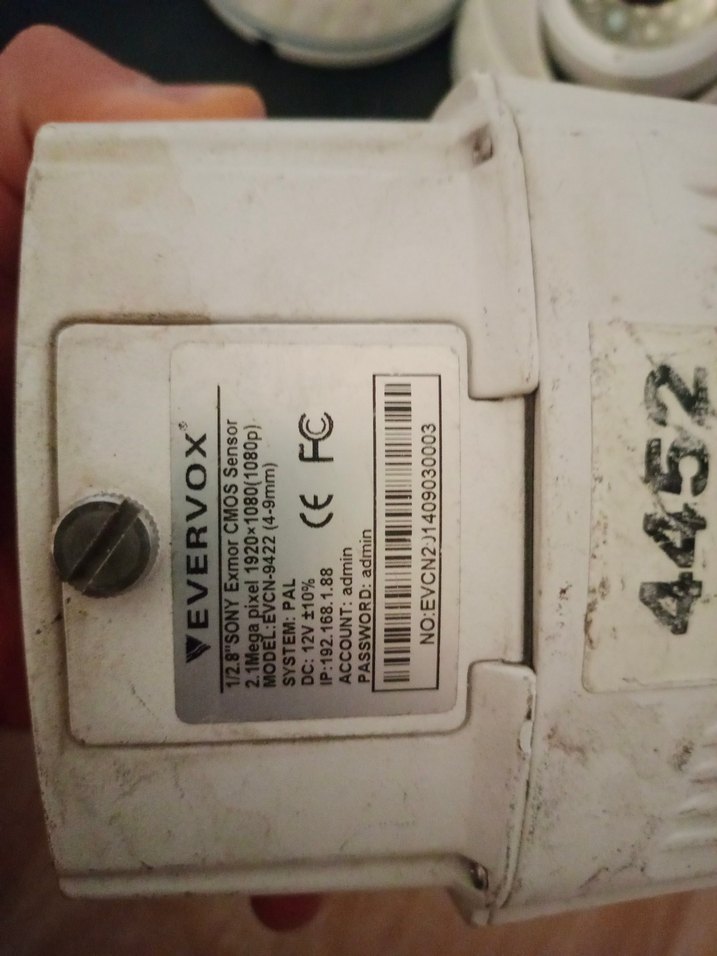 EVERVOX®
1/2.8"SONY Exmor CMOS Sensor
2.1Mega pixel 1920×1080(1080p)
MODEL:EVCN-9422 (4-9mm)
SYSTEM: PAL
DC: 12V ±10%
IP:192.168.1.88
ACCOUNT: admin
PASSWORD: admin
CE FC
NO:EVCN2J1409030003
4452